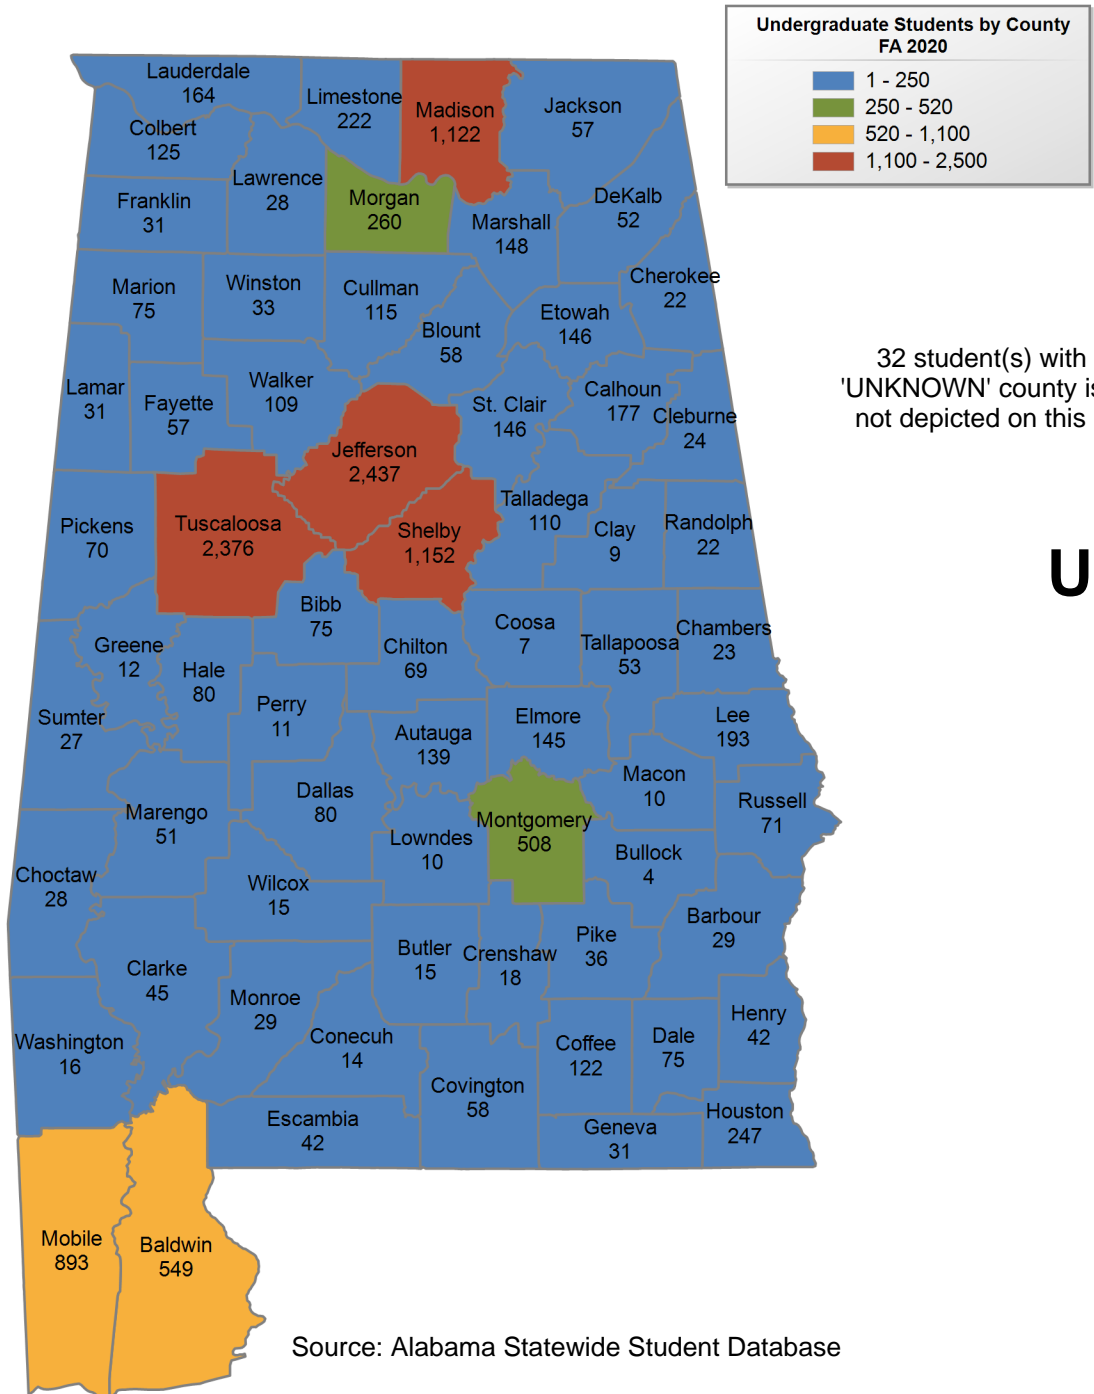 Undergraduate Students by County
FA 2020
1 - 250
250 - 520
520 - 1,100
1,100 - 2,500
Lauderdale
164
Limestone
222
Madison
1,122
Jackson
57
Colbert
125
Lawrence
28
Franklin
31
Morgan
260
Marshall
148
DeKalb
52
Cherokee
22
Marion
75
Winston
33
Cullman
115
Blount
58
Etowah
146
32 student(s) with
'UNKNOWN' county is
not depicted on this
Lamar
31
Fayette
57
Walker
109
St. Clair
146
Calhoun
177
Cleburne
24
Jefferson
2,437
Pickens
70
Tuscaloosa
2,376
Shelby
1,152
Talladega
110
Clay
9
Randolph
22
U
Bibb
75
Chilton
69
Coosa
7
Tallapoosa
53
Chambers
23
Greene
12
Hale
80
Sumter
27
Perry
11
Autauga
139
Elmore
145
Lee
193
Macon
10
Russell
71
Marengo
51
Dallas
80
Lowndes
10
Montgomery
508
Bullock
4
Choctaw
28
Wilcox
15
Barbour
29
Clarke
45
Butler
15
Crenshaw
18
Pike
36
Monroe
29
Conecuh
14
Henry
42
Washington
16
Coffee
122
Dale
75
Covington
58
Escambia
42
Geneva
31
Houston
247
Mobile
893
Baldwin
549
Source: Alabama Statewide Student Database